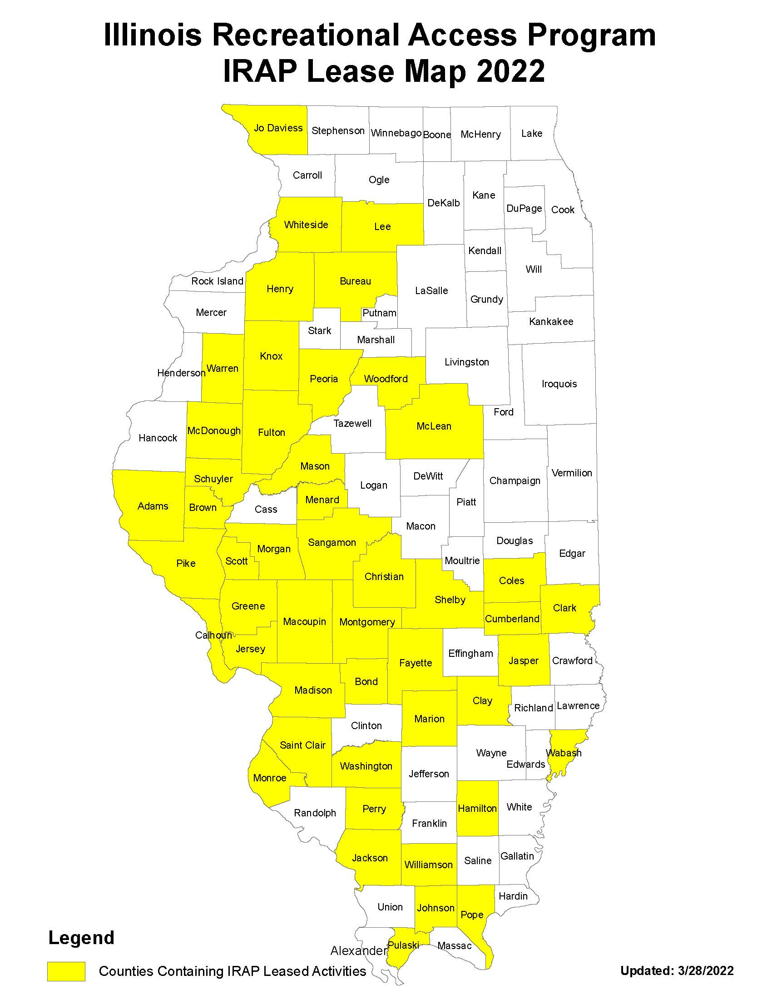 Illinois Recreational Access Program
IRAP Lease Map 2022
Jo Daviess
Stephenson
Winnebago
Boone
McHenry
Lake
Carroll
Ogle
DeKalb
Kane
DuPage
Cook
Whiteside
Lee
Kendall
Will
Rock Island
Henry
Bureau
LaSalle
Grundy
Mercer
Putnam
Kankakee
Stark
Marshall
Henderson
Warren
Knox
Peoria
Woodford
Livingston
Iroquois
Ford
Hancock
McDonough
Fulton
Tazewell
McLean
Mason
Schuyler
Logan
DeWitt
Champaign
Vermilion
Adams
Brown
Cass
Menard
Piatt
Macon
Pike
Scott
Morgan
Sangamon
Christian
Moultrie
Douglas
Edgar
Coles
Shelby
Greene
Macoupin
Montgomery
Cumberland
Clark
Calhoun
Jersey
Fayette
Effingham
Jasper
Crawford
Madison
Bond
Clay
Richland
Lawrence
Marion
Clinton
Saint Clair
Washington
Wayne
Edwards
Wabash
Monroe
Jefferson
Randolph
Perry
Franklin
Hamilton
White
Jackson
Williamson
Saline
Gallatin
Union
Johnson
Pope
Hardin
Alexander
Pulaski
Massac
Legend
Counties Containing IRAP Leased Activities
Updated: 3/28/2022